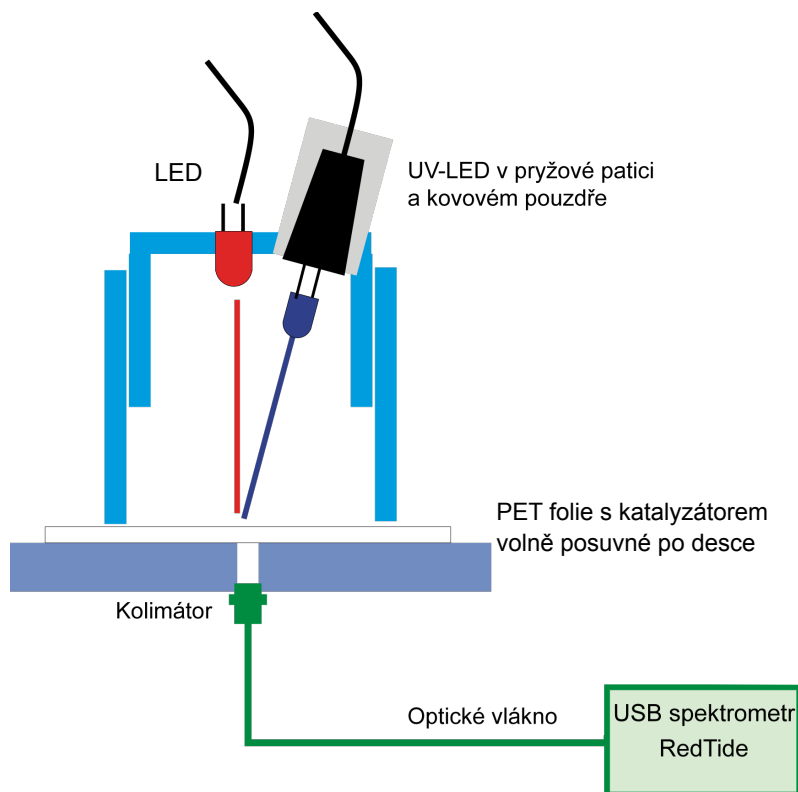 LED
UV-LED v pryžové patici
a kovovém pouzdře
PET folie s katalyzátorem
volně posuvné po desce
Kolimátor
Optické vlákno
USB spektrometr
RedTide